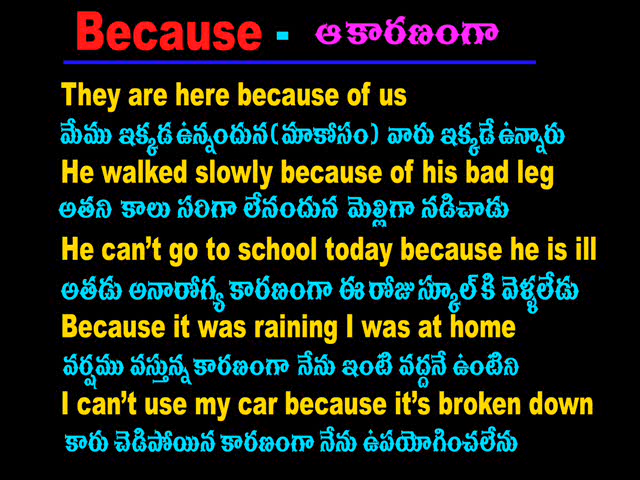 Because - ఆకారణంగా
They are here because of us
మేము ఇక్కడ ఉన్నందున(మాకోసం) వారు ఇక్కడే ఉన్నారు
He walked slowly because of his bad leg
అతని కాలు సరిగా లేనందున మెల్లిగా నడిచాడు
He can't go to school today because he is ill
అతడు అనారోగ్య కారణంగా ఈ రోజు స్కూల్ కి వెళ్ళలేడు
Because it was raining I was at home
వర్షము వస్తున్న కారణంగా నేను ఇంటి వద్దనే ఉంటిని
I can't use my car because it's broken down
కారు చెడిపోయిన కారణంగా నేను ఉపయోగించలేను